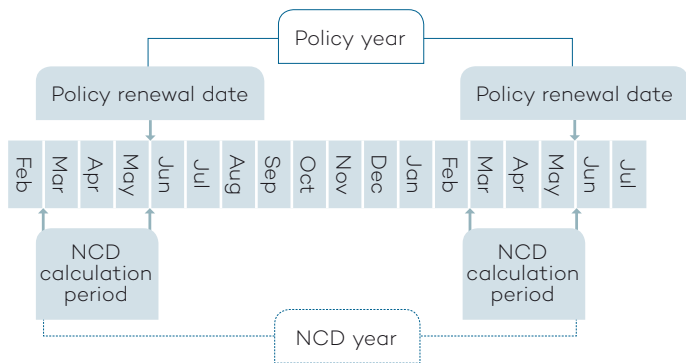 Policy year
Policy renewal date
Policy renewal date
Feb
Mar
Apr
May
Jun
Jul
Aug
Sep
Oct
Nov
Dec
Jan
Feb
Mar
Apr
May
Jun
Jul
NCD
calculation
period
NCD
calculation
period
NCD year